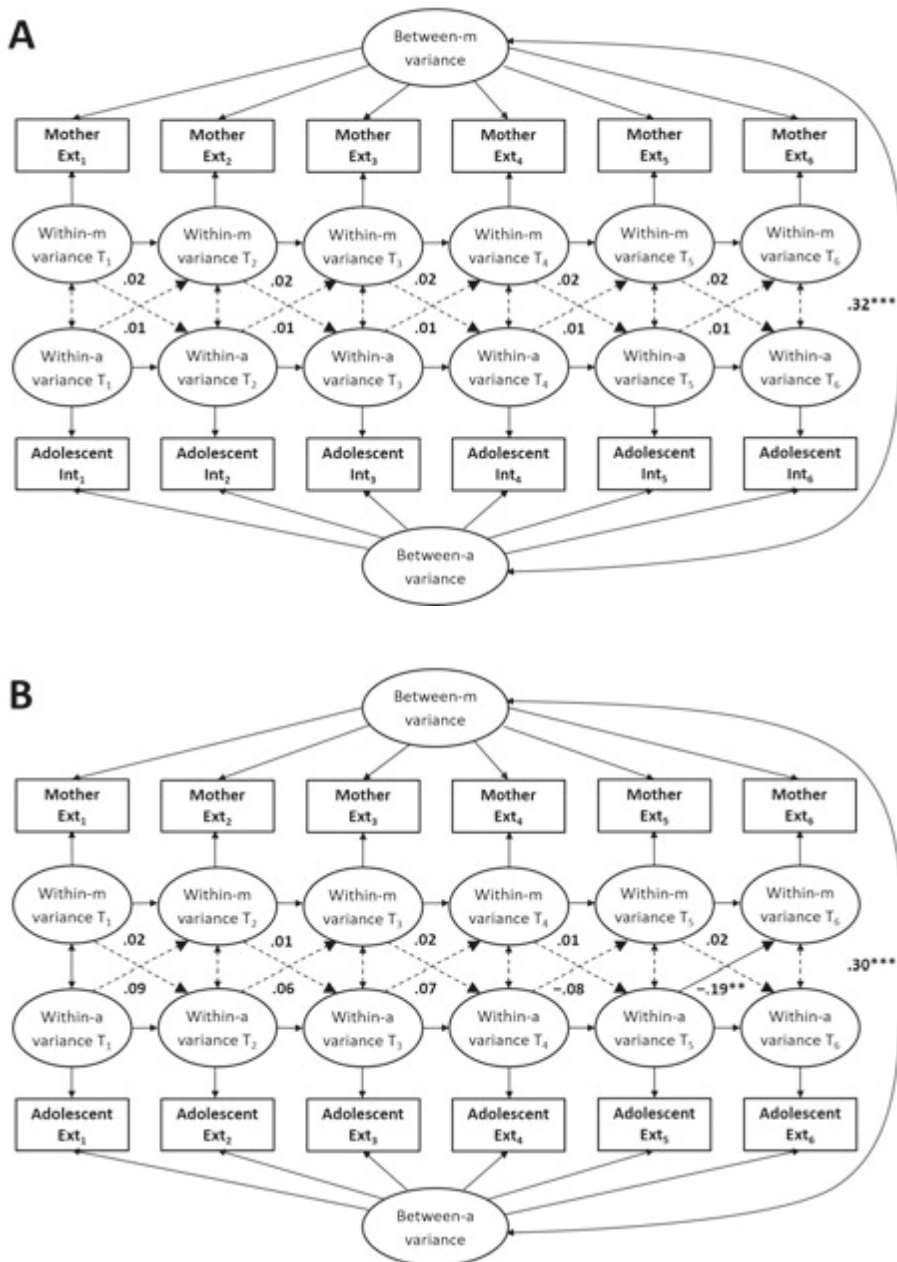 A
Between-m
variance
Mother
Ext₁
Mother
Ext₂
Mother
Ext₃
Mother
Ext₄
Mother
Ext₅
Mother
Ext₆
Within-m
variance T₁
Within-m
variance T₂
Within-m
variance T₃
Within-m
variance T₄
Within-m
variance T₅
Within-m
variance T₆
.02
.02
.02
.02
.02
.32***
.01
.01
.01
.01
.01
Within-a
variance T₁
Within-a
variance T₂
Within-a
variance T₃
Within-a
variance T₄
Within-a
variance T₅
Within-a
variance T₆
Adolescent
Int₁
Adolescent
Int₂
Adolescent
Int₃
Adolescent
Int₄
Adolescent
Int₅
Adolescent
Int₆
Between-a
variance
B
Between-m
variance
Mother
Ext₁
Mother
Ext₂
Mother
Ext₃
Mother
Ext₄
Mother
Ext₅
Mother
Ext₆
Within-m
variance T₁
Within-m
variance T₂
Within-m
variance T₃
Within-m
variance T₄
Within-m
variance T₅
Within-m
variance T₆
.02
.01
.02
.01
.02
.30***
.09
.06
.07
−.08
−.19**
Within-a
variance T₁
Within-a
variance T₂
Within-a
variance T₃
Within-a
variance T₄
Within-a
variance T₅
Within-a
variance T₆
Adolescent
Ext₁
Adolescent
Ext₂
Adolescent
Ext₃
Adolescent
Ext₄
Adolescent
Ext₅
Adolescent
Ext₆
Between-a
variance